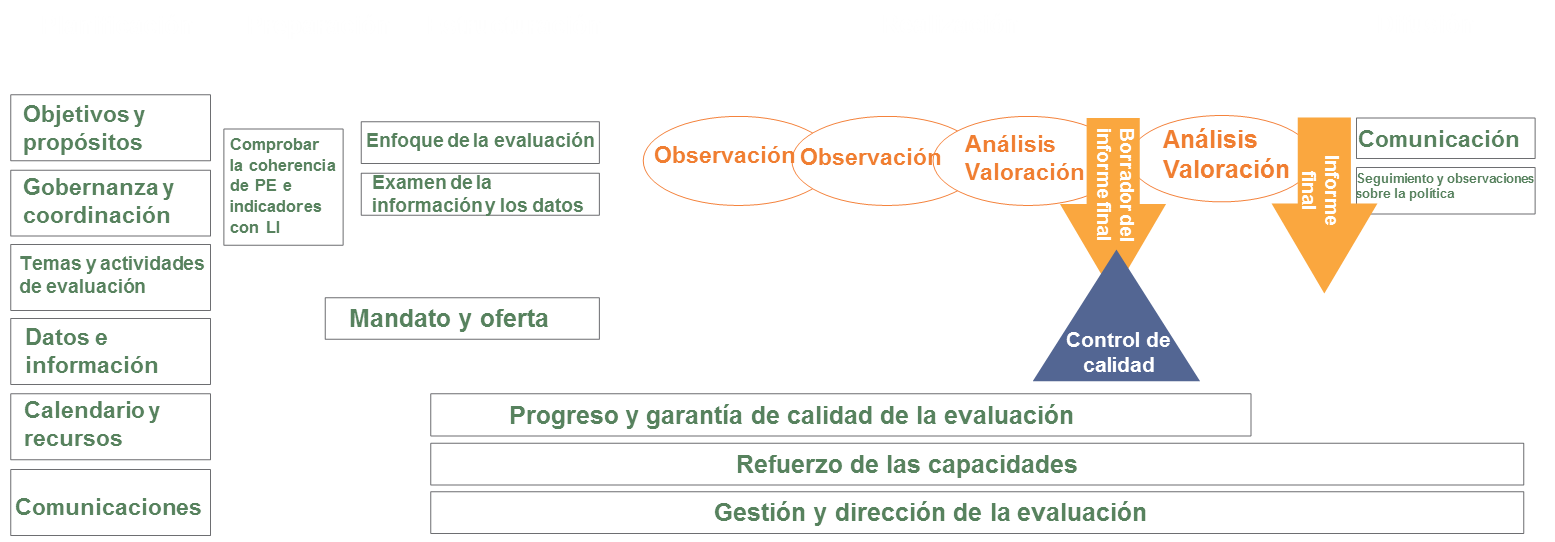 Objetivos y
propósitos
Gobernanza y
coordinación
Temas y actividades
de evaluación
Datos e
información
Calendario y
recursos
Comunicaciones
Comprobar
la coherencia
de PE e
indicadores
con LI
Enfoque de la evaluación
Examen de la
información y los datos
Mandato y oferta
Observación
Observación
Análisis
Valoración
Borrador del
informe final
Análisis
Valoración
Informe
final
Comunicación
Seguimiento y observaciones
sobre la política
Control de
calidad
Progreso y garantía de calidad de la evaluación
Refuerzo de las capacidades
Gestión y dirección de la evaluación